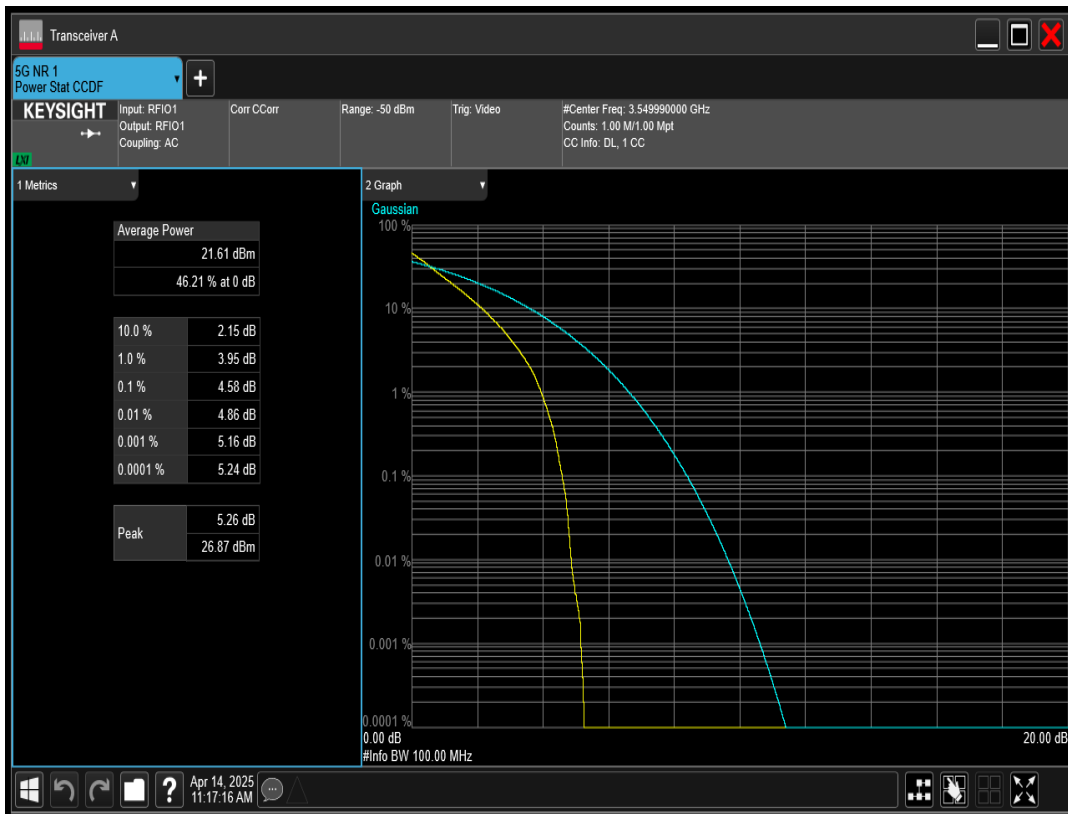 Transceiver A
5G NR 1
Power Stat CCDF
+
KEYSIGHT
LXI
Input: RFIO1
Output: RFIO1
Coupling: AC
Corr CCorr
Range: -50 dBm
Trig: Video
#Center Freq: 3.549990000 GHz
Counts: 1.00 M/1.00 Mpt
CC Info: DL, 1 CC
1 Metrics
Average Power
21.61 dBm
46.21 % at 0 dB
10.0 % 2.15 dB
1.0 % 3.95 dB
0.1 % 4.58 dB
0.01 % 4.86 dB
0.001 % 5.16 dB
0.0001 % 5.24 dB
Peak 5.26 dB
26.87 dBm
2 Graph
Gaussian
100 %
10 %
1 %
0.1 %
0.01 %
0.001 %
0.0001 %
0.00 dB 20.00 dB
#Info BW 100.00 MHz
?
Apr 14, 2025
11:17:16 AM